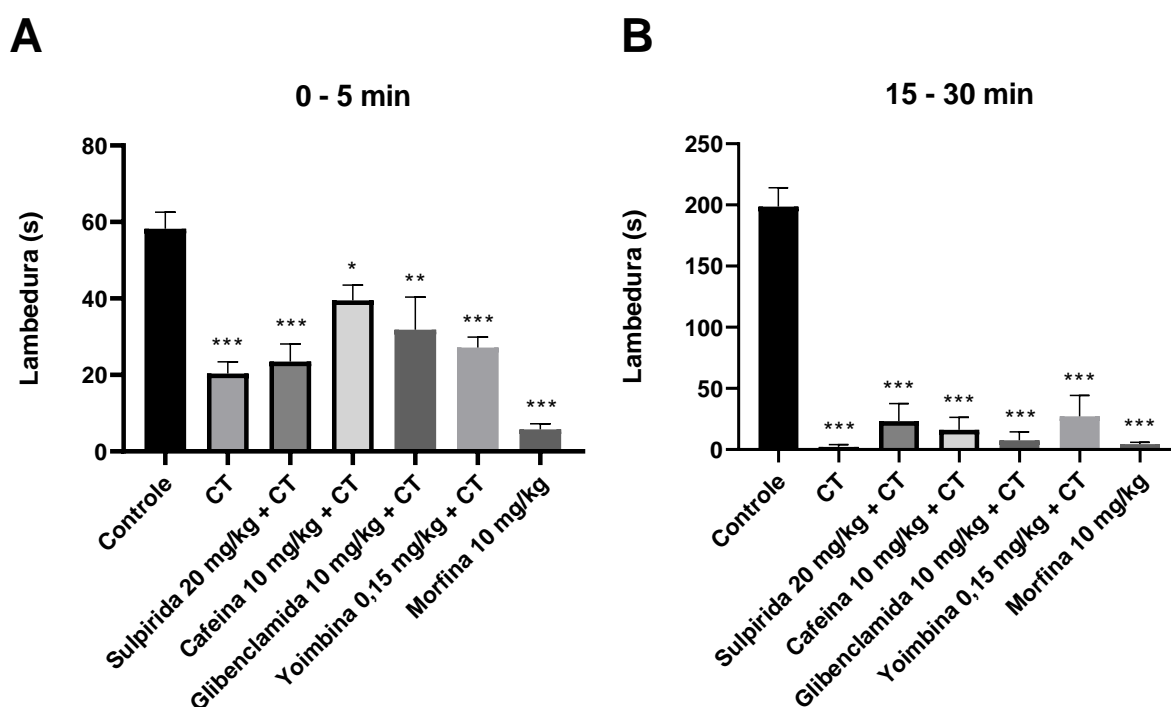 A
0 - 5 min
Lambedura (s)
80
60
40
20
0
***
***
*
**
***
***
Controle
CT
Sulpirida 20 mg/kg + CT
Cafeina 10 mg/kg + CT
Glibenclamida 10 mg/kg + CT
Yoimbina 0,15 mg/kg + CT
Morfina 10 mg/kg
B
15 - 30 min
Lambedura (s)
250
200
150
100
50
0
***
***
***
***
***
***
Controle
CT
Sulpirida 20 mg/kg + CT
Cafeina 10 mg/kg + CT
Glibenclamida 10 mg/kg + CT
Yoimbina 0,15 mg/kg + CT
Morfina 10 mg/kg